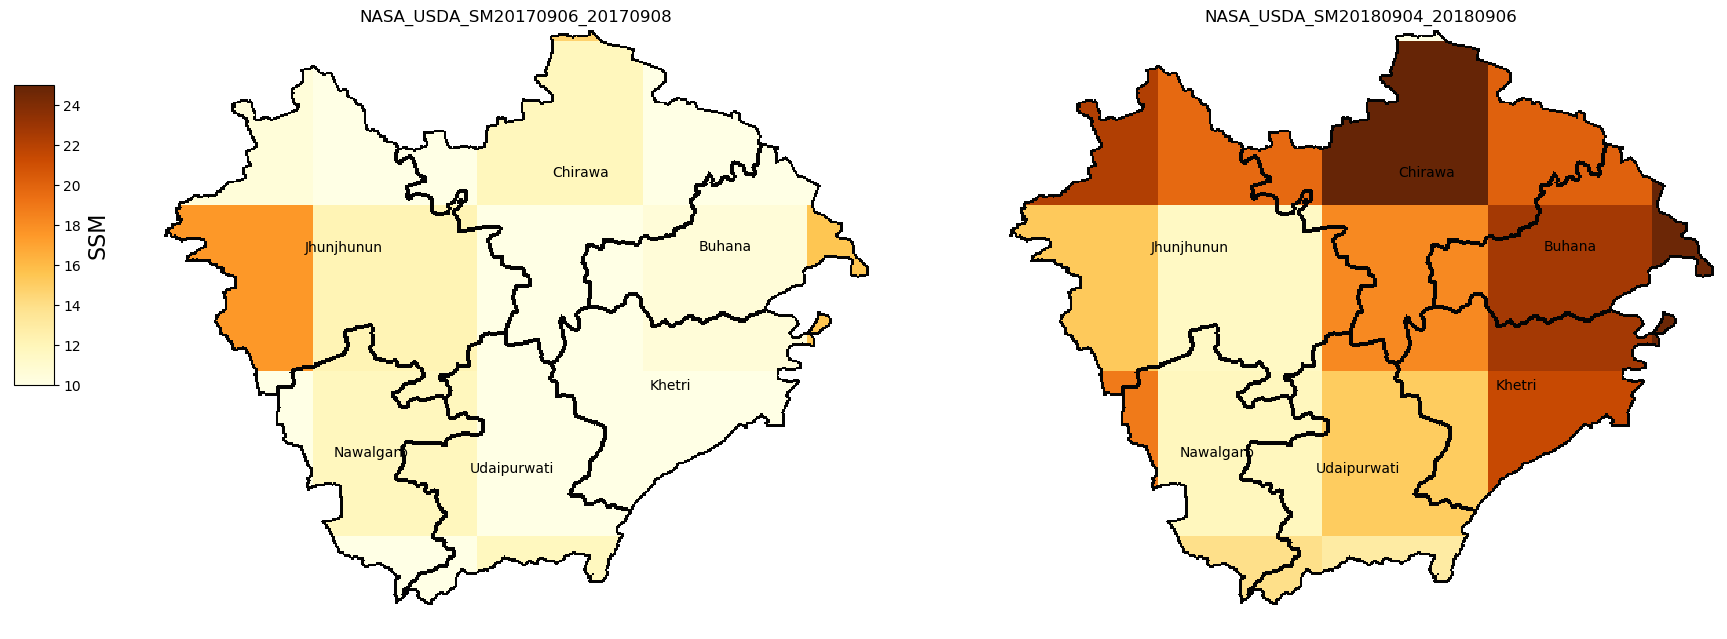 NASA_USDA_SM20170906_20170908
NASA_USDA_SM20180904_20180906
24
22
20
18
16
14
12
10
SSM
Chirawa
Jhunjhunun
Buhana
Khetri
Nawalgarh
Udaipurwati
Chirawa
Jhunjhunun
Buhana
Khetri
Nawalgarh
Udaipurwati